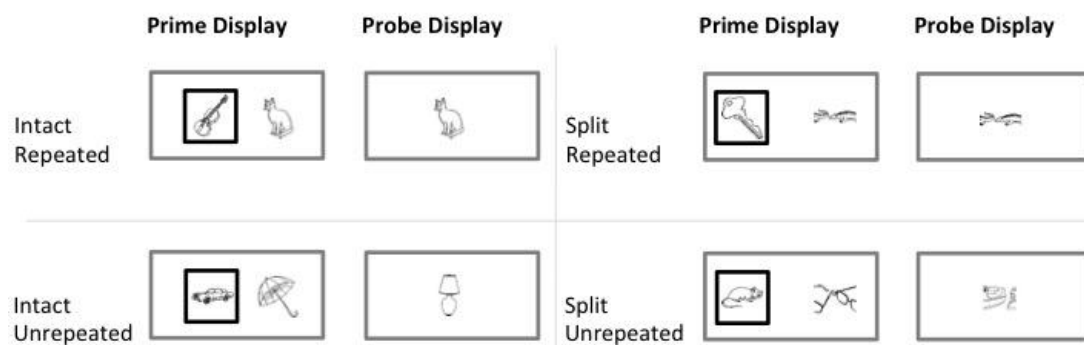 Prime Display Probe Display Prime Display Probe Display
Intact
Repeated
Split
Repeated
Intact
Unrepeated
Split
Unrepeated